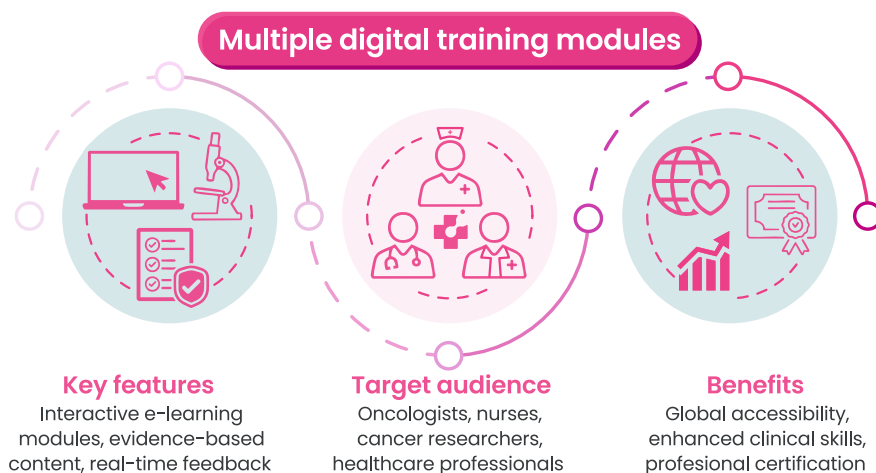 Multiple digital training modules
Key features
Interactive e-learning
modules, evidence-based
content, real-time feedback
Target audience
Oncologists, nurses,
cancer researchers,
healthcare professionals
Benefits
Global accessibility,
enhanced clinical skills,
profesional certification